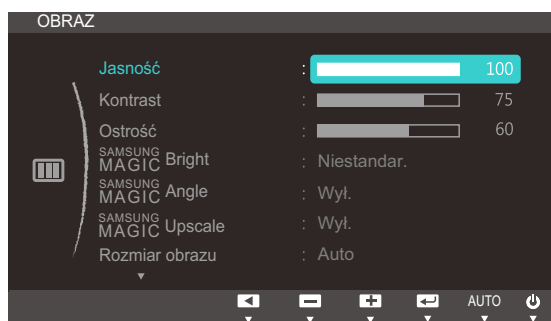 OBRAZ
Jasność : 100
Kontrast : 75
Ostrość : 60
SAMSUNG MAGIC Bright : Niestandar.
SAMSUNG MAGIC Angle : Wył.
SAMSUNG MAGIC Upscale : Wył.
Rozmiar obrazu : Auto
AUTO